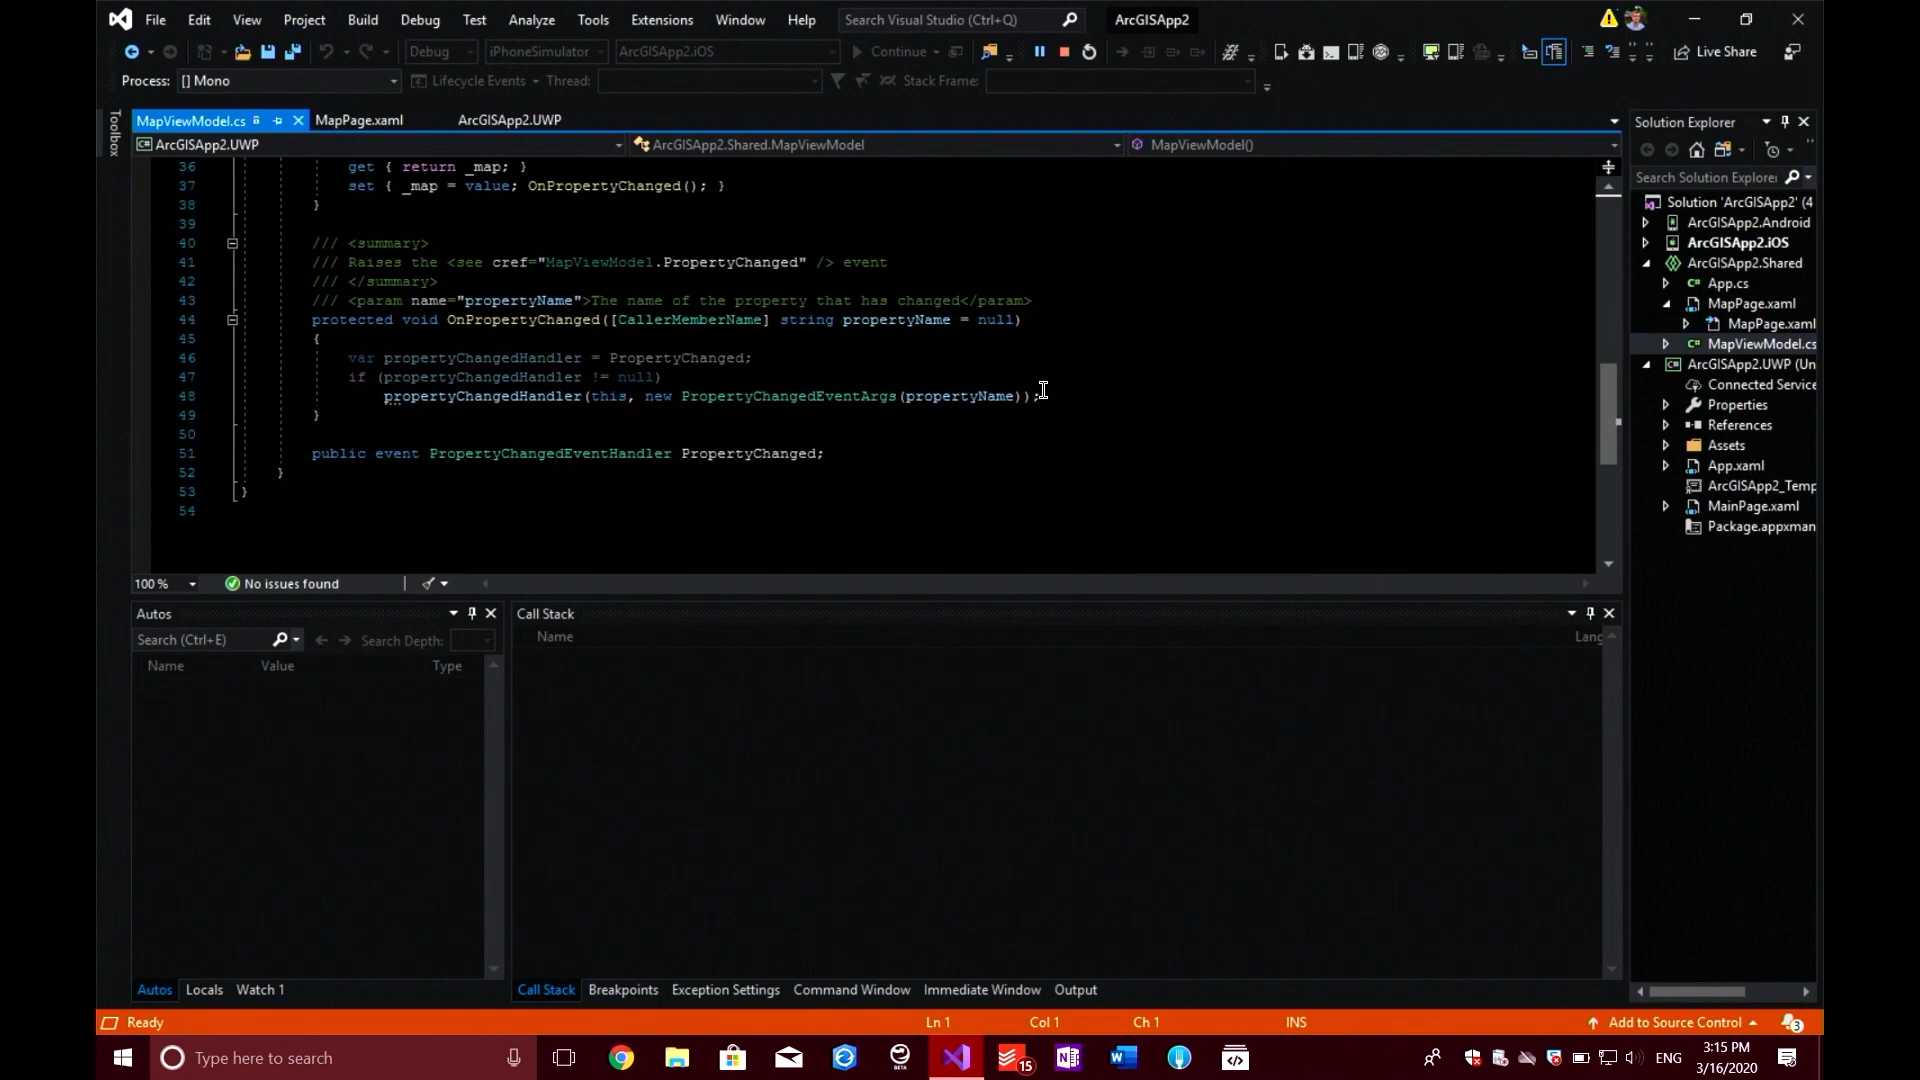 File Edit View Project Build Debug Test Analyze Tools Extensions Window Help Search Visual Studio (Ctrl+Q) ArcGISApp2
Debug iPhoneSimulator ArcGISApp2.iOS Continue Live Share
Process: [] Mono Lifecycle Events Thread: Stack Frame:
Toolbox
MapViewModel.cs MapPage.xaml ArcGISApp2.UWP
ArcGISApp2.UWP ArcGISApp2.Shared.MapViewModel MapViewModel()
36 get { return _map; }
37 set { _map = value; OnPropertyChanged(); }
38 }
39
40 /// <summary>
41 /// Raises the <see cref="MapViewModel.PropertyChanged" /> event
42 /// </summary>
43 /// <param name="propertyName">The name of the property that has changed</param>
44 protected void OnPropertyChanged([CallerMemberName] string propertyName = null)
45 {
46 var propertyChangedHandler = PropertyChanged;
47 if (propertyChangedHandler != null)
48 propertyChangedHandler(this, new PropertyChangedEventArgs(propertyName));
49 }
50
51 public event PropertyChangedEventHandler PropertyChanged;
52 }
53 }
54
100 % No issues found
Solution Explorer
Search Solution Explorer
Solution 'ArcGISApp2' (4
ArcGISApp2.Android
ArcGISApp2.iOS
ArcGISApp2.Shared
App.cs
MapPage.xaml
MapPage.xaml
MapViewModel.cs
ArcGISApp2.UWP (Un
Connected Service
Properties
References
Assets
App.xaml
ArcGISApp2_Temp
MainPage.xaml
Package.appxman
Autos
Search (Ctrl+E) Search Depth:
Name Value Type
Autos Locals Watch 1
Call Stack
Name Lang
Call Stack Breakpoints Exception Settings Command Window Immediate Window Output
Ready Ln 1 Col 1 Ch 1 INS Add to Source Control 3
Type here to search BETA 15 ENG 3:15 PM
3/16/2020